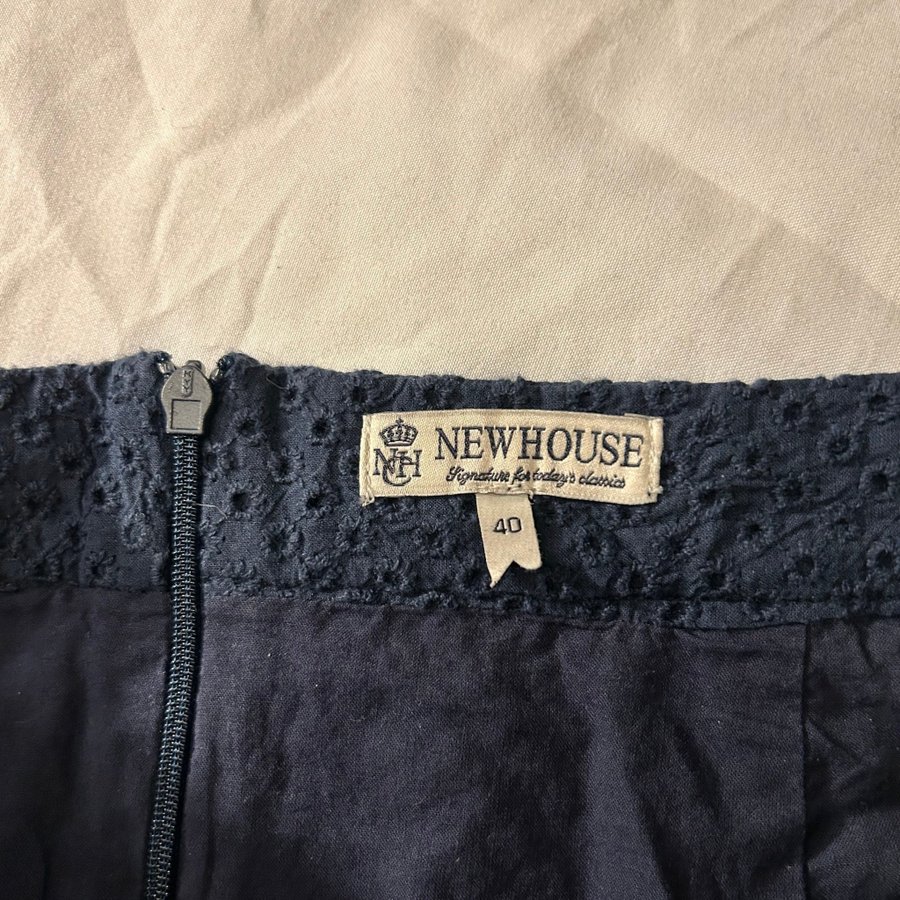 NCH
NEWHOUSE
Signature for today's classics
40